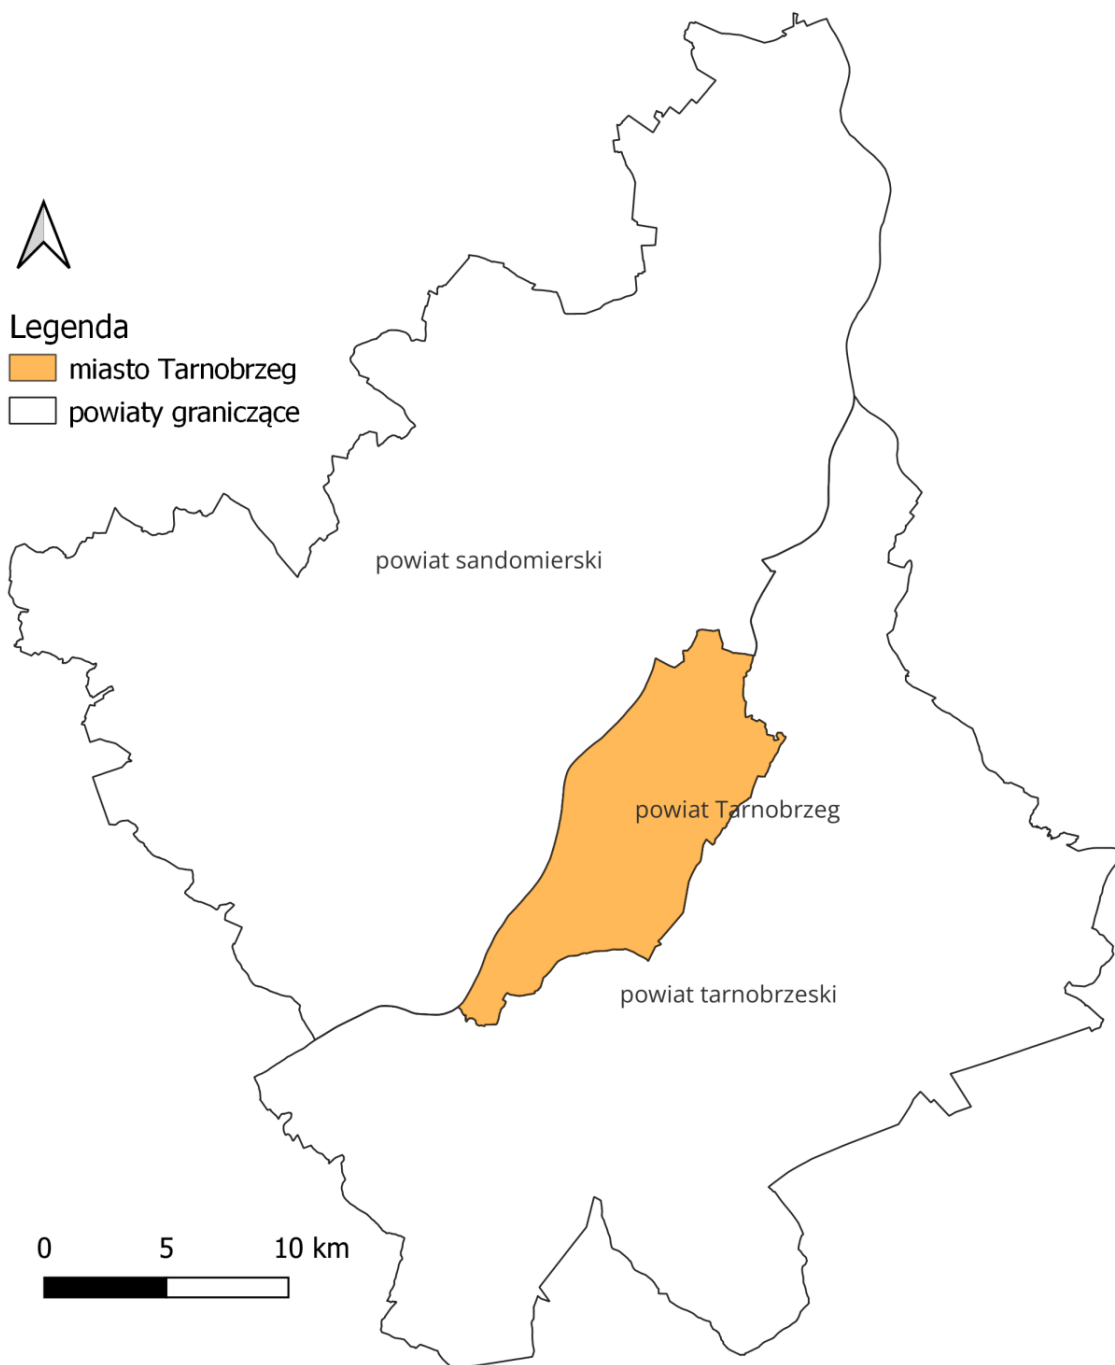 Legenda
miasto Tarnobrzeg
powiaty graniczące
powiat sandomierski
powiat Tarnobrzeg
powiat tarnobrzeski
0 5 10 km